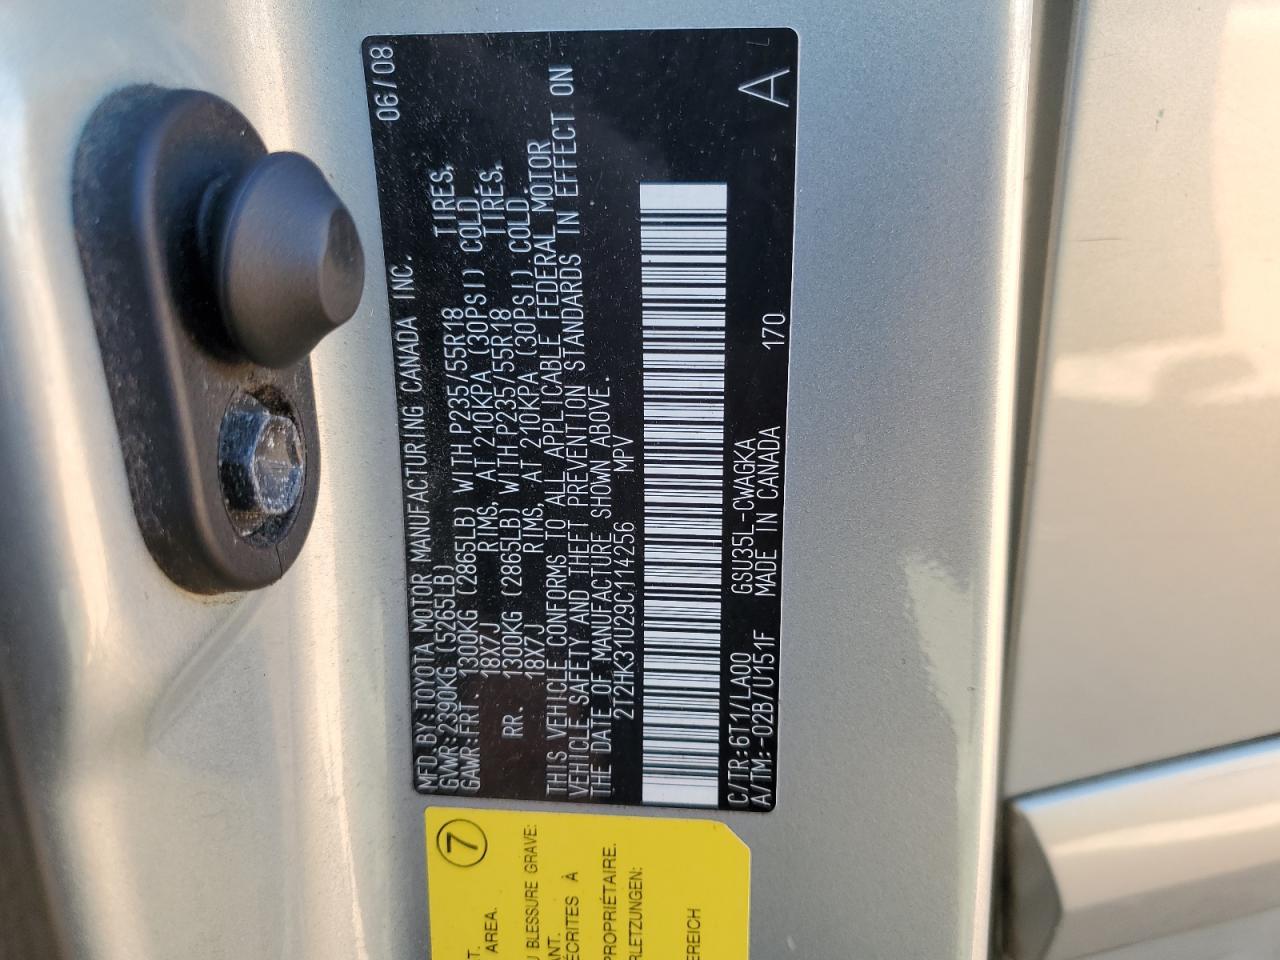 MFD.BY:TOYOTA MOTOR MANUFACTURING CANADA INC. 06/08
GVWR:2390KG (5265LB)
GAWR:FRT. 1300KG (2865LB) WITH P235/55R18 TIRES,
18X7J RIMS, AT 210KPA (30PSI) COLD.
RR. 1300KG (2865LB) WITH P235/55R18 TIRES,
18X7J RIMS, AT 210KPA (30PSI) COLD.
THIS VEHICLE CONFORMS TO ALL APPLICABLE FEDERAL MOTOR
VEHICLE SAFETY AND THEFT PREVENTION STANDARDS IN EFFECT ON
THE DATE OF MANUFACTURE SHOWN ABOVE.
2T2HK31U29C114256 MPV
C/TR:6T1/LA00 GSU35L-CWAGKA
A/TM:-02B/U151F MADE IN CANADA 170
A
L
7
T.
AREA.
U BLESSURE GRAVE:
ANT.
ÉCRITES À
PROPRIÉTAIRE.
RLETZUNGEN:
EREICH